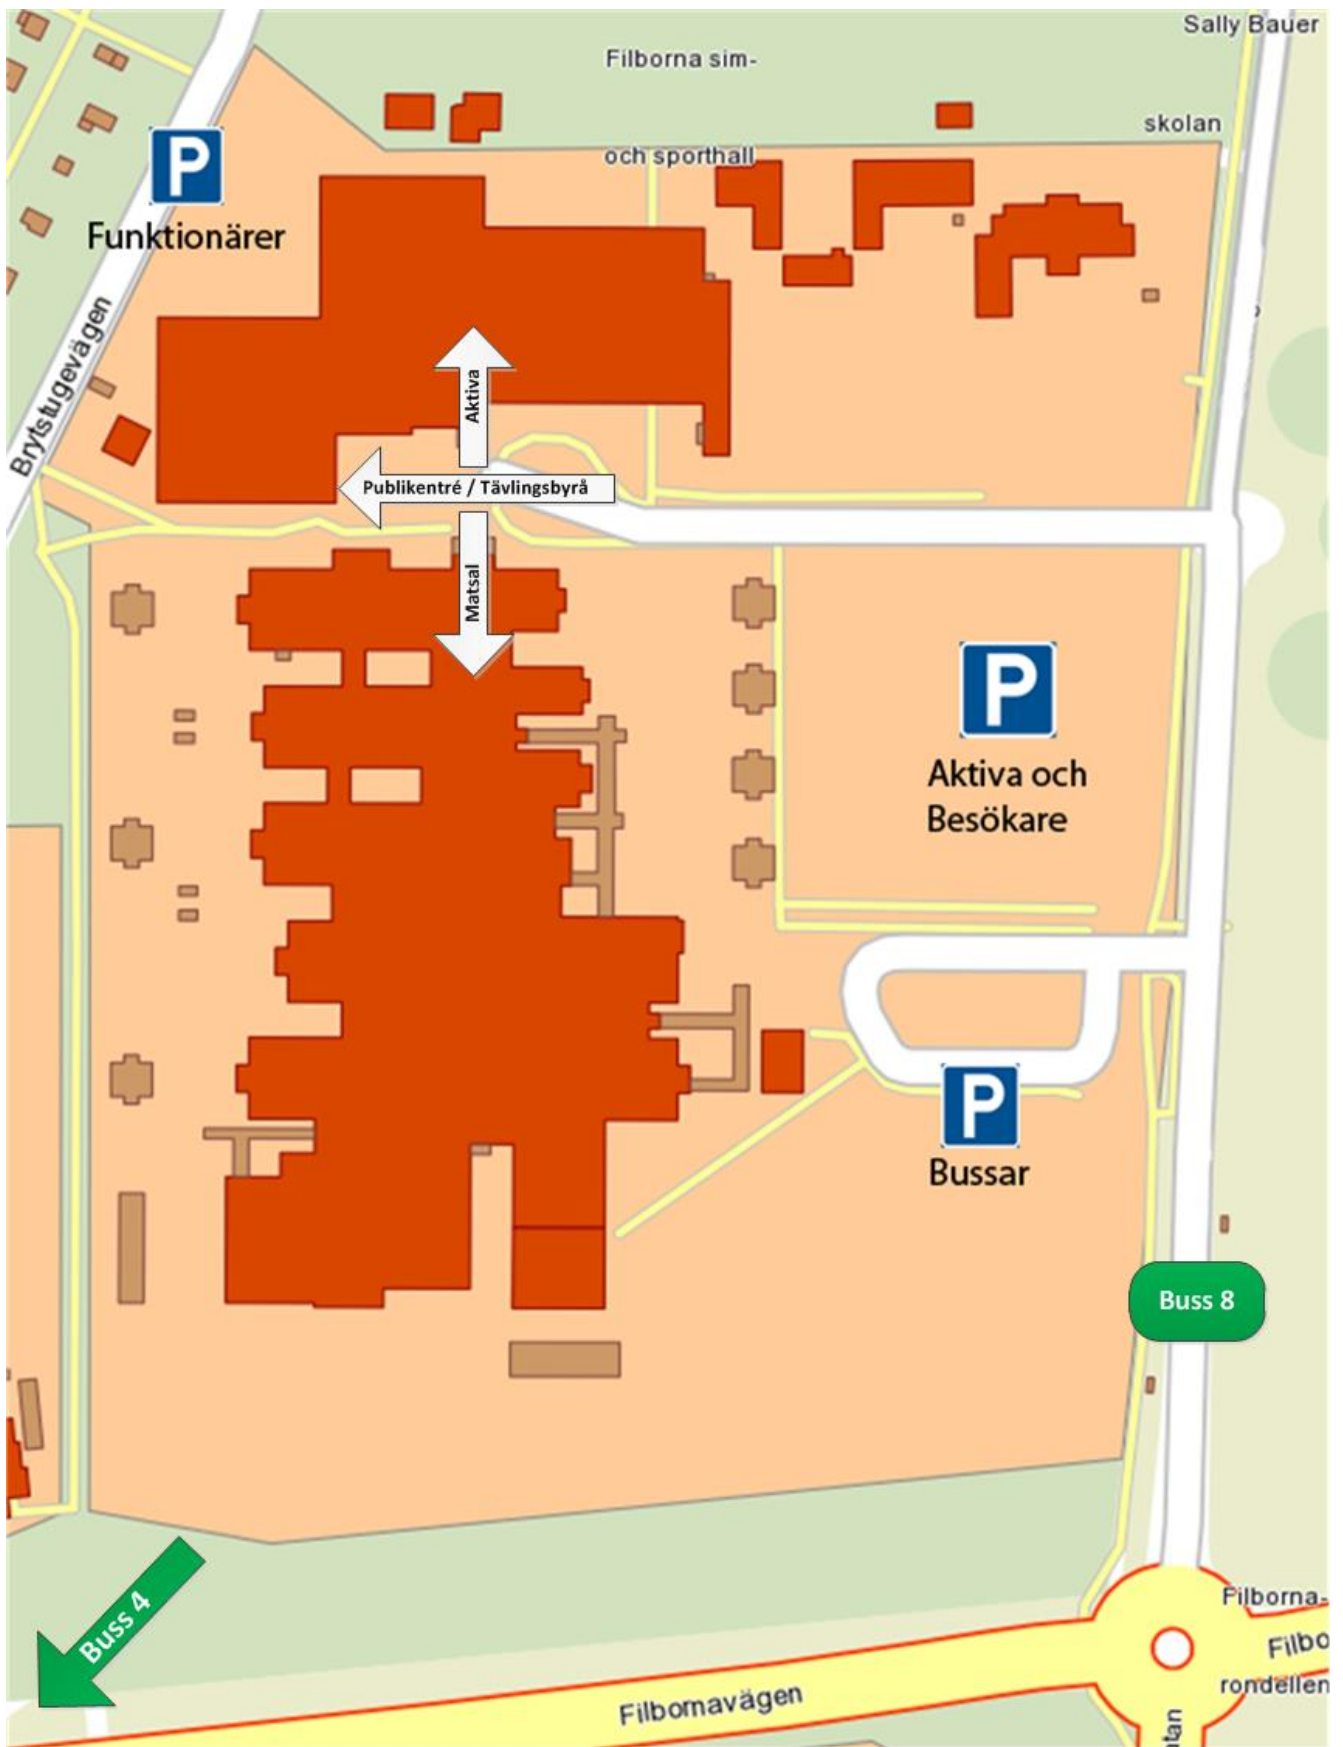 Sally Bauer
Filborna sim-
skolan
och sporthall
P
Funktionärer
Brytstugevägen
Aktiva
Publikentré / Tävlingsbyrå
Matsal
P
Aktiva och
Besökare
P
Bussar
Buss 8
Buss 4
Filborna-
Filbo
rondellen
Filbornavägen
ntan